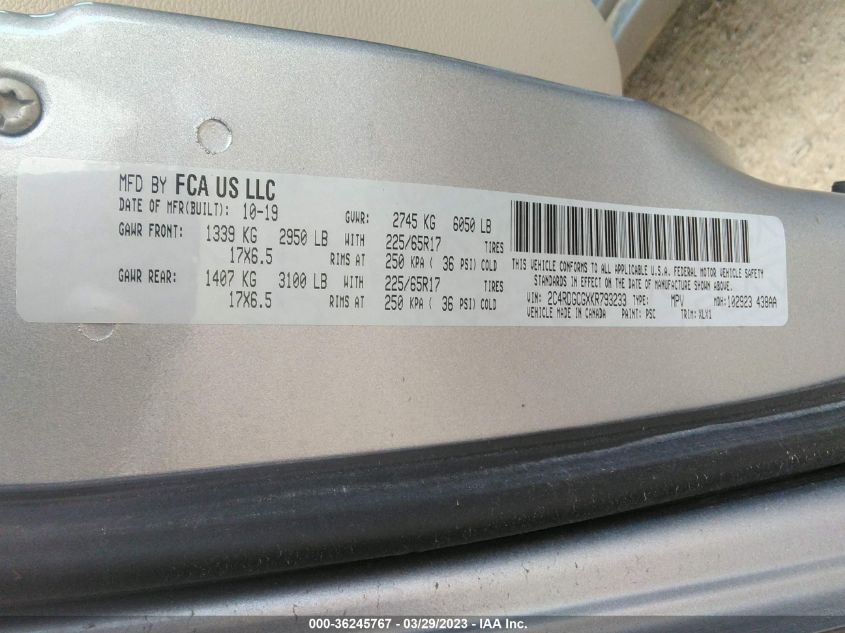 MFD BY FCA US LLC
DATE OF MFR(BUILT): 10-19 GVWR: 2745 KG 6050 LB
GAWR FRONT: 1339 KG 2950 LB WITH 225/65R17 TIRES
17X6.5 RIMS AT 250 KPA ( 36 PSI) COLD
GAWR REAR: 1407 KG 3100 LB WITH 225/65R17 TIRES
17X6.5 RIMS AT 250 KPA ( 36 PSI) COLD
THIS VEHICLE CONFORMS TO ALL APPLICABLE U.S.A. FEDERAL MOTOR VEHICLE SAFETY
STANDARDS IN EFFECT ON THE DATE OF MANUFACTURE SHOWN ABOVE.
VIN: 2C4RDGCGXKR793233 TYPE: MPV MDH: 102923 438AA
VEHICLE MADE IN CANADA PAINT: PSC TRIM: XLX1
000-36245767 - 03/29/2023 - IAA Inc.